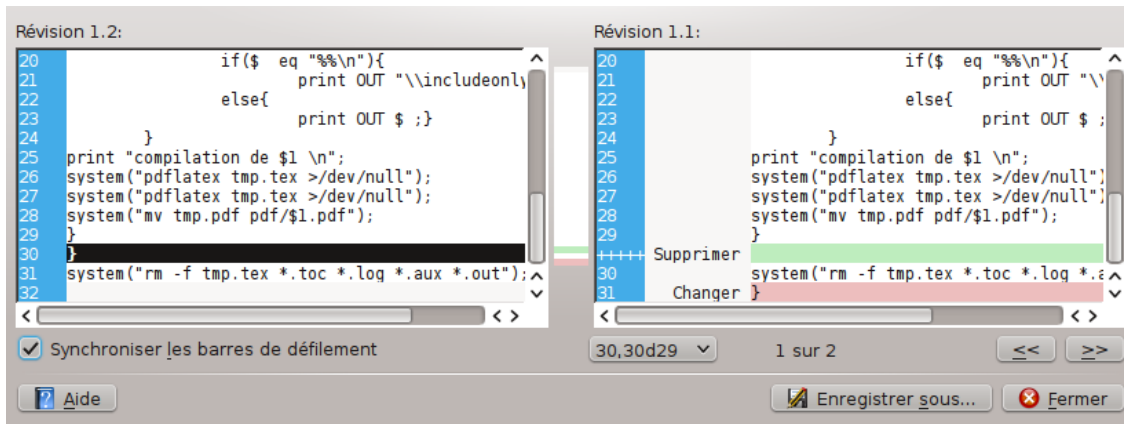 Révision 1.2:
20 if($ eq "%%\n"){
21 print OUT "\\includeonly
22 else{
23 print OUT $ ;}
24 }
25 print "compilation de $1 \n";
26 system("pdflatex tmp.tex >/dev/null");
27 system("pdflatex tmp.tex >/dev/null");
28 system("mv tmp.pdf pdf/$1.pdf");
29 }
30 }
31 system("rm -f tmp.tex *.toc *.log *.aux *.out");
32
Révision 1.1:
20 if($ eq "%%\n"){
21 print OUT "\\
22 else{
23 print OUT $ ;
24 }
25 print "compilation de $1 \n";
26 system("pdflatex tmp.tex >/dev/null")
27 system("pdflatex tmp.tex >/dev/null")
28 system("mv tmp.pdf pdf/$1.pdf");
29 }
+++++ Supprimer
30 system("rm -f tmp.tex *.toc *.log *.a
31 Changer }
Synchroniser les barres de défilement
30,30d29
1 sur 2
<< >>
Aide
Enregistrer sous...
Fermer